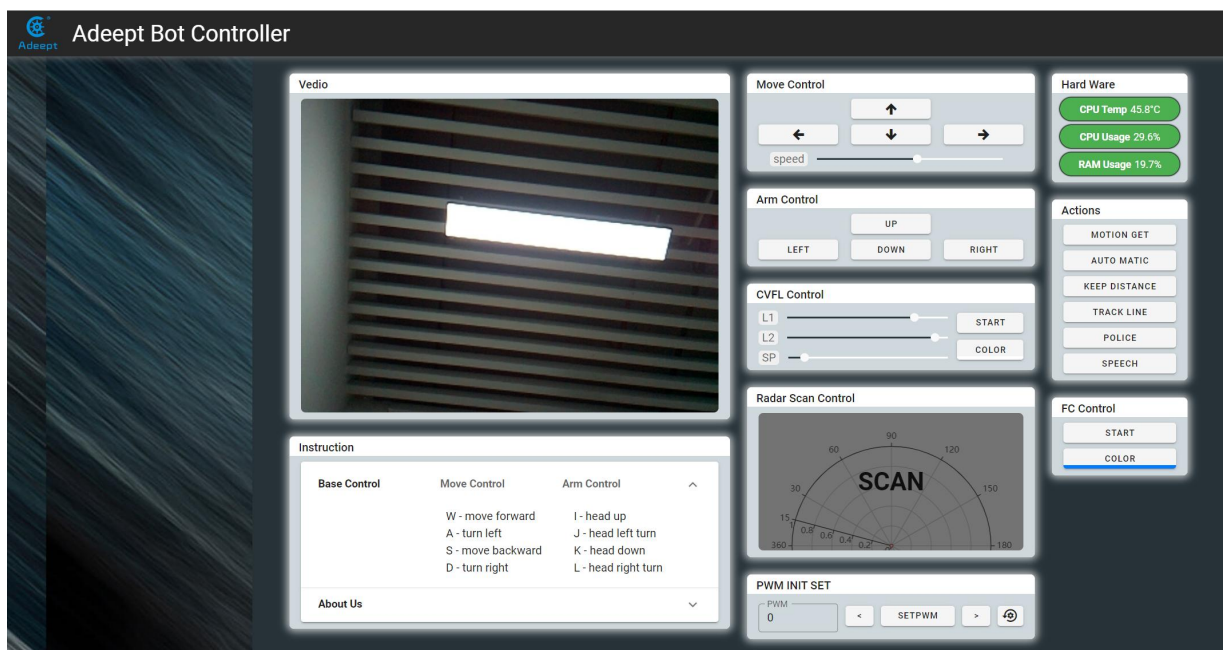 Adeept
Adeept Bot Controller
Vedio
Instruction
Base Control
Move Control
Arm Control
W - move forward
I - head up
A - turn left
J - head left turn
S - move backward
K - head down
D - turn right
L - head right turn
About Us
Move Control
speed
Arm Control
UP
LEFT
DOWN
RIGHT
CVFL Control
L1
L2
SP
START
COLOR
Radar Scan Control
90
60
120
SCAN
30
150
15
1
0.8
0.6
0.4
0.2
360
180
PWM INIT SET
PWM
0
<
SETPWM
>
Hard Ware
CPU Temp 45.8°C
CPU Usage 29.6%
RAM Usage 19.7%
Actions
MOTION GET
AUTO MATIC
KEEP DISTANCE
TRACK LINE
POLICE
SPEECH
FC Control
START
COLOR